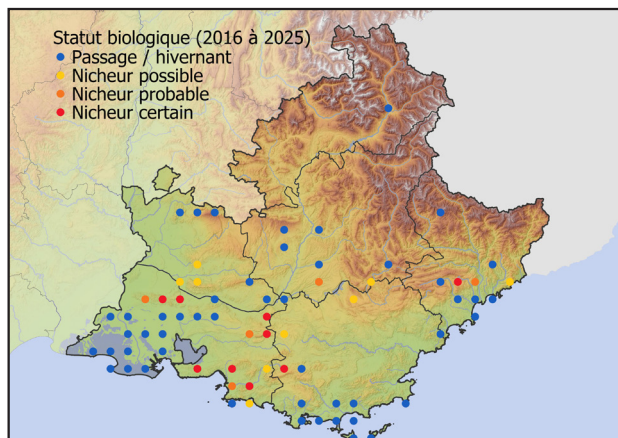 Statut biologique (2016 à 2025)
Passage / hivernant
Nicheur possible
Nicheur probable
Nicheur certain